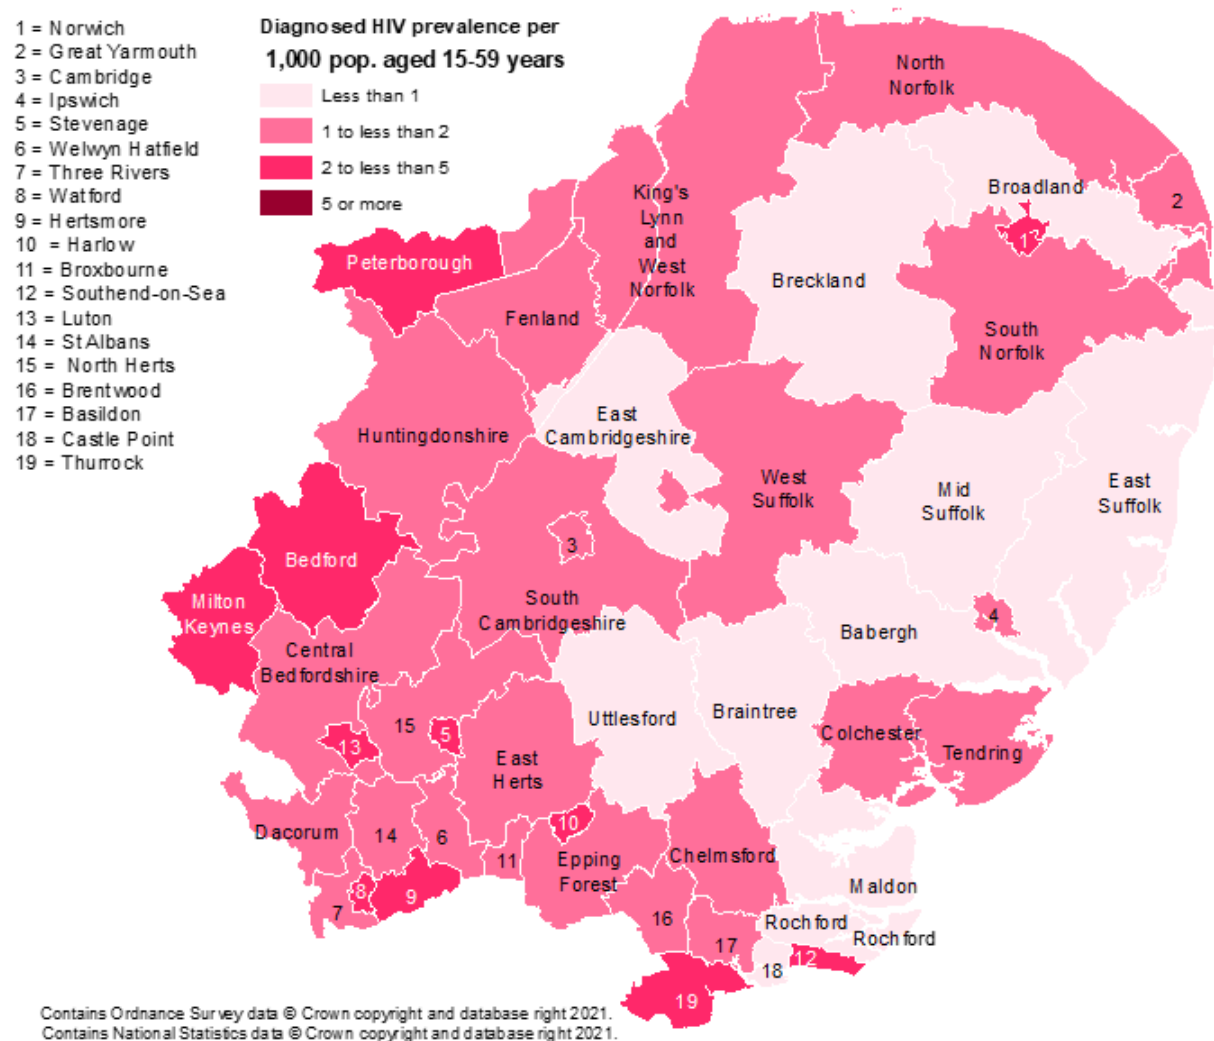 1 = Norwich
2 = Great Yarmouth
3 = Cambridge
4 = Ipswich
5 = Stevenage
6 = Welwyn Hatfield
7 = Three Rivers
8 = Watford
9 = Hertsmore
10 = Harlow
11 = Broxbourne
12 = Southend-on-Sea
13 = Luton
14 = St Albans
15 = North Herts
16 = Brentwood
17 = Basildon
18 = Castle Point
19 = Thurrock
Diagnosed HIV prevalence per
1,000 pop. aged 15-59 years
Less than 1
1 to less than 2
2 to less than 5
5 or more
North
Norfolk
Broadland
2
1
King's
Lynn
and
West
Norfolk
Breckland
Peterborough
Fenland
South
Norfolk
Huntingdonshire
East
Cambridgeshire
West
Suffolk
Mid
Suffolk
East
Suffolk
3
Bedford
Milton
Keynes
South
Cambridgeshire
4
Babergh
Central
Bedfordshire
Uttlesford
Braintree
15
5
13
Colchester
Tendring
East
Herts
Dacorum
14
6
10
11
Epping
Forest
Chelmsford
Maldon
8
9
7
16
Rochford
Rochford
17
12
18
19
Contains Ordnance Survey data © Crown copyright and database right 2021.
Contains National Statistics data © Crown copyright and database right 2021.